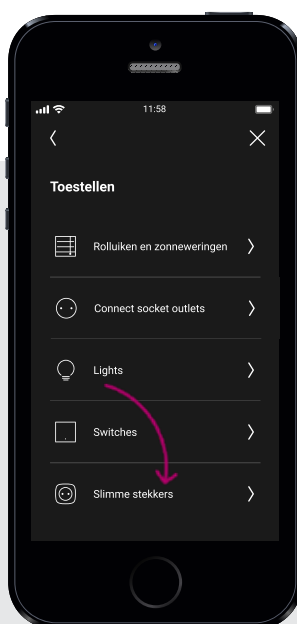 11:58
Toestellen
Rolluiken en zonneweringen
Connect socket outlets
Lights
Switches
Slimme stekkers